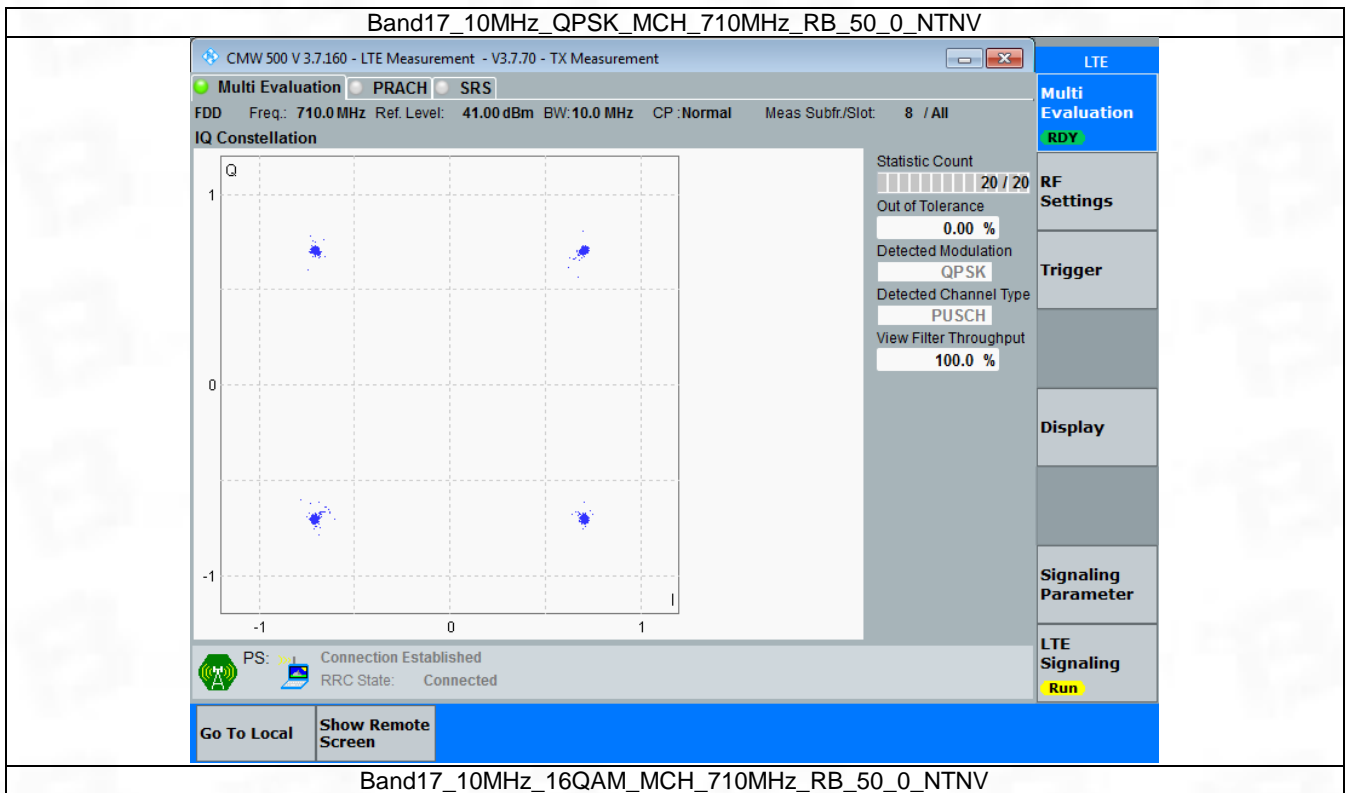 Band17_10MHz_QPSK_MCH_710MHz_RB_50_0_NTNV
CMW 500 V 3.7.160 - LTE Measurement - V3.7.70 - TX Measurement
LTE
Multi Evaluation PRACH SRS
FDD Freq.: 710.0 MHz Ref. Level: 41.00 dBm BW: 10.0 MHz CP : Normal Meas Subfr./Slot: 8 / All
IQ Constellation
Q
1
0
-1
-1 0 1
I
Statistic Count
20 / 20
Out of Tolerance
0.00 %
Detected Modulation
QPSK
Detected Channel Type
PUSCH
View Filter Throughput
100.0 %
Multi
Evaluation
RDY
RF
Settings
Trigger
Display
Signaling
Parameter
LTE
Signaling
Run
PS: Connection Established
RRC State: Connected
Go To Local
Show Remote
Screen
Band17_10MHz_16QAM_MCH_710MHz_RB_50_0_NTNV